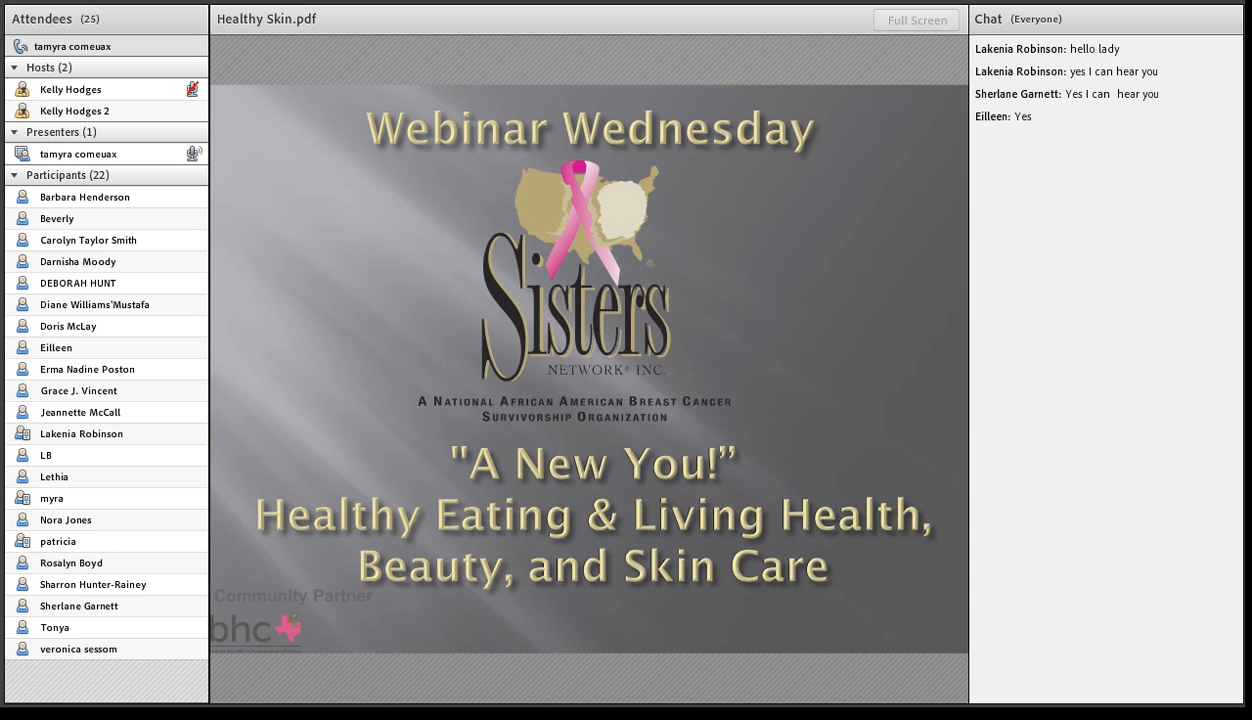 Attendees (25)
tamyra comeuax
Hosts (2)
Kelly Hodges
Kelly Hodges 2
Presenters (1)
tamyra comeuax
Participants (22)
Barbara Henderson
Beverly
Carolyn Taylor Smith
Darnisha Moody
DEBORAH HUNT
Diane Williams'Mustafa
Doris McLay
Eilleen
Erma Nadine Poston
Grace J. Vincent
Jeannette McCall
Lakenia Robinson
LB
Lethia
myra
Nora Jones
patricia
Rosalyn Boyd
Sharron Hunter-Rainey
Sherlane Garnett
Tonya
veronica sessom
Healthy Skin.pdf
Full Screen
Webinar Wednesday
Sisters
NETWORK® INC.
A NATIONAL AFRICAN AMERICAN BREAST CANCER
SURVIVORSHIP ORGANIZATION
"A New You!”
Healthy Eating & Living Health,
Beauty, and Skin Care
Community Partner
bhc
Chat (Everyone)
Lakenia Robinson: hello lady
Lakenia Robinson: yes I can hear you
Sherlane Garnett: Yes I can  hear you
Eilleen: Yes